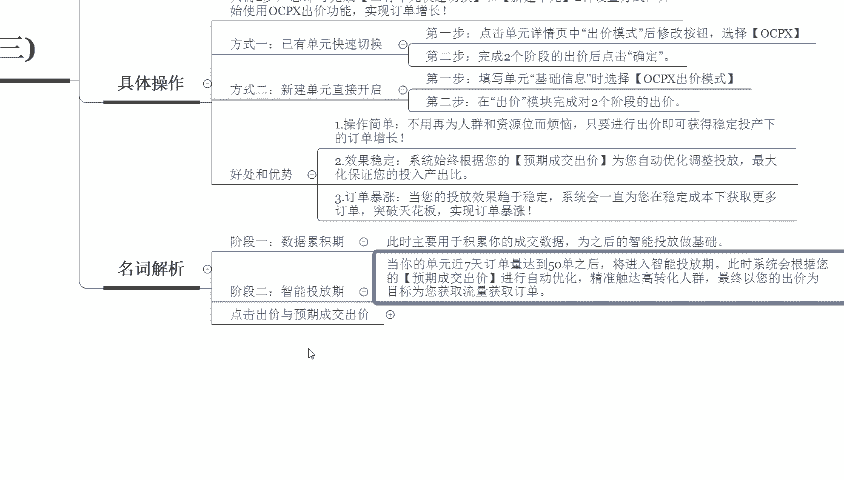 始使用OCPX出价功能，实现订单增长！
三)
具体操作
方式一：已有单元快速切换
第一步：点击单元详情页中“出价模式”后修改按钮，选择【OCPX】
第二步：完成2个阶段的出价后点击“确定”。
方式二：新建单元直接开启
第一步：填写单元“基础信息”时选择【OCPX出价模式】
第二步：在“出价”模块完成对2个阶段的出价。
好处和优势
1.操作简单：不用再为人群和资源位而烦恼，只要进行出价即可获得稳定投产下
的订单增长！
2.效果稳定：系统始终根据您的【预期成交出价】为您自动优化调整投放，最大
化保证您的投入产出比。
3.订单暴涨：当您的投放效果趋于稳定，系统会一直为您在稳定成本下获取更多
订单，突破天花板，实现订单暴涨！
名词解析
阶段一：数据累积期
此时主要用于积累你的成交数据，为之后的智能投放做基础。
阶段二：智能投放期
当你的单元近7天订单量达到50单之后，将进入智能投放期，此时系统会根据您
的【预期成交出价】进行自动优化，精准触达高转化人群，最终以您的出价为
目标为您获取流量获取订单。
点击出价与预期成交出价